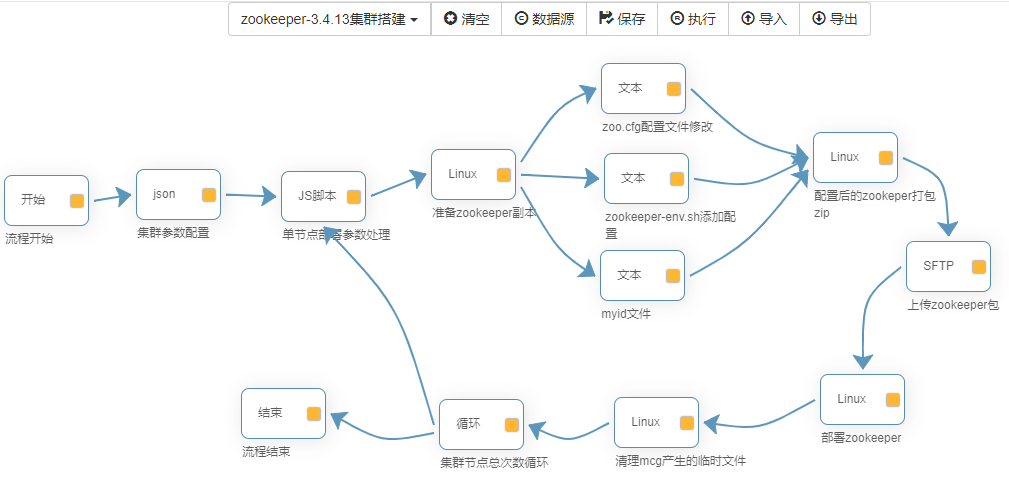 zookeeper-3.4.13集群搭建
清空
数据源
保存
执行
导入
导出
开始
流程开始
json
集群参数配置
JS脚本
单节点部署参数处理
Linux
准备zookeeper副本
文本
zoo.cfg配置文件修改
文本
zookeeper-env.sh添加配
置
文本
myid文件
Linux
配置后的zookeper打包
zip
SFTP
上传zookeeper包
Linux
部署zookeeper
Linux
清理mcg产生的临时文件
循环
集群节点总次数循环
结束
流程结束